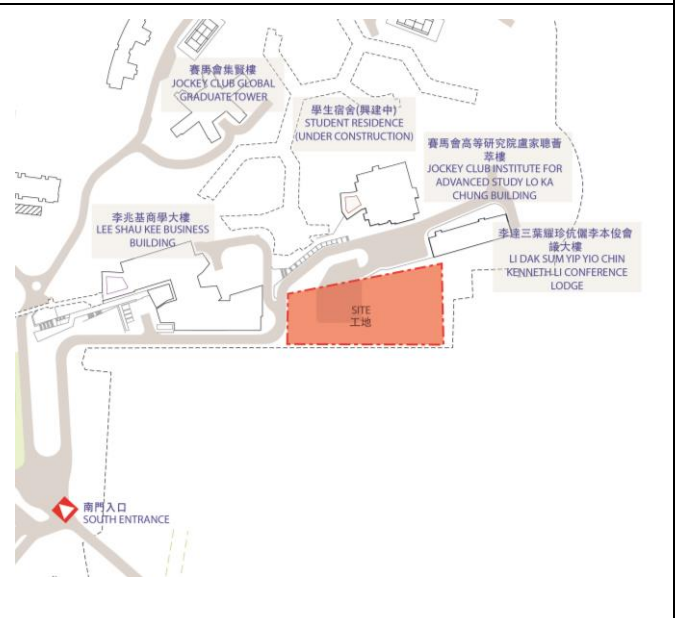 賽馬會集賢樓
JOCKEY CLUB GLOBAL
GRADUATE TOWER
學生宿舍(興建中)
STUDENT RESIDENCE
(UNDER CONSTRUCTION)
賽馬會高等研究院盧家聰薈
萃樓
JOCKEY CLUB INSTITUTE FOR
ADVANCED STUDY LO KA
CHUNG BUILDING
李兆基商學大樓
LEE SHAU KEE BUSINESS
BUILDING
李達三葉耀珍伉儷李本俊會
議大樓
LI DAK SUM YIP YIO CHIN
KENNETH LI CONFERENCE
LODGE
SITE
工地
南門入口
SOUTH ENTRANCE